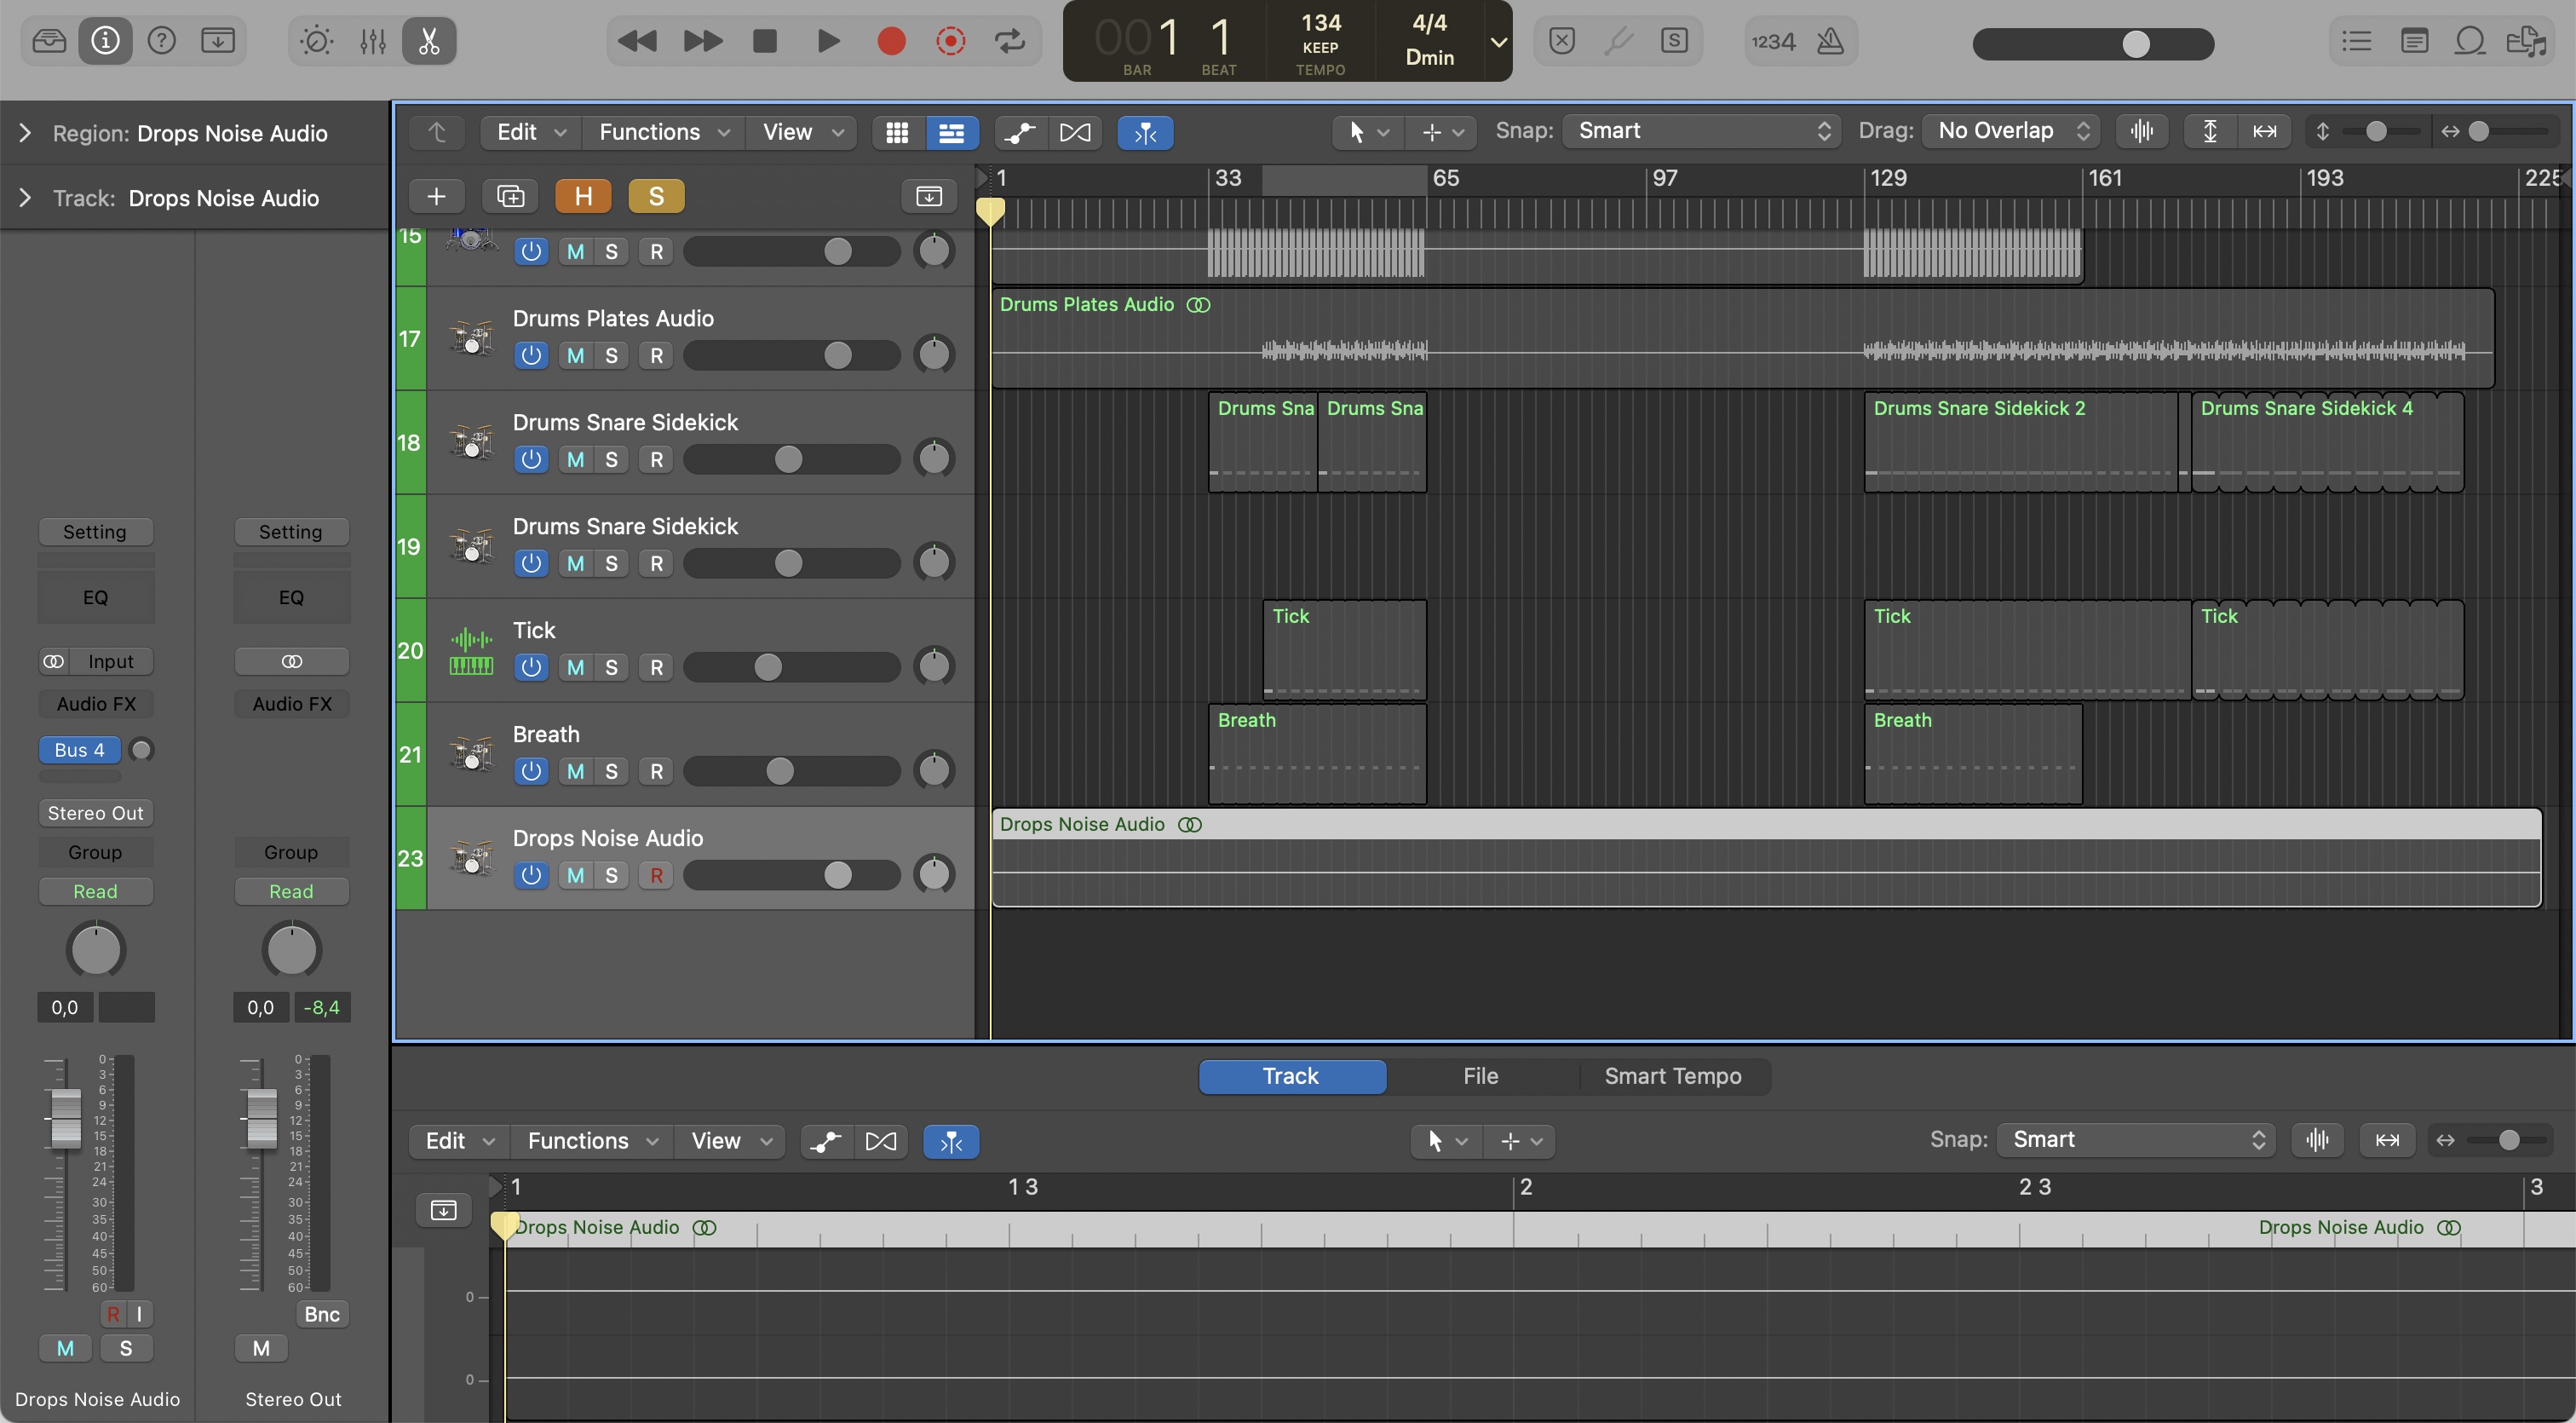 1234
001 1
BAR BEAT
134
KEEP
TEMPO
4/4
Dmin
S
Region: Drops Noise Audio
Track: Drops Noise Audio
Edit Functions View
Snap: Smart
Drag: No Overlap
H S
1 33 65 97 129 161 193 225
15
M S R
17
Drums Plates Audio
M S R
Drums Plates Audio
18
Drums Snare Sidekick
M S R
Drums Sna Drums Sna Drums Snare Sidekick 2 Drums Snare Sidekick 4
19
Drums Snare Sidekick
M S R
20
Tick
M S R
Tick Tick Tick
21
Breath
M S R
Breath Breath
23
Drops Noise Audio
M S R
Drops Noise Audio
Setting Setting
EQ EQ
Input
Audio FX Audio FX
Bus 4
Stereo Out
Group Group
Read Read
0,0 0,0 -8,4
0 0
3 3
6 6
9 9
12 12
15 15
18 18
21 21
24 24
30 30
35 35
40 40
45 45
50 50
60 60
R I Bnc
M S M
Drops Noise Audio Stereo Out
Track File Smart Tempo
Edit Functions View
Snap: Smart
1 1 3 2 2 3 3
Drops Noise Audio Drops Noise Audio
0
0